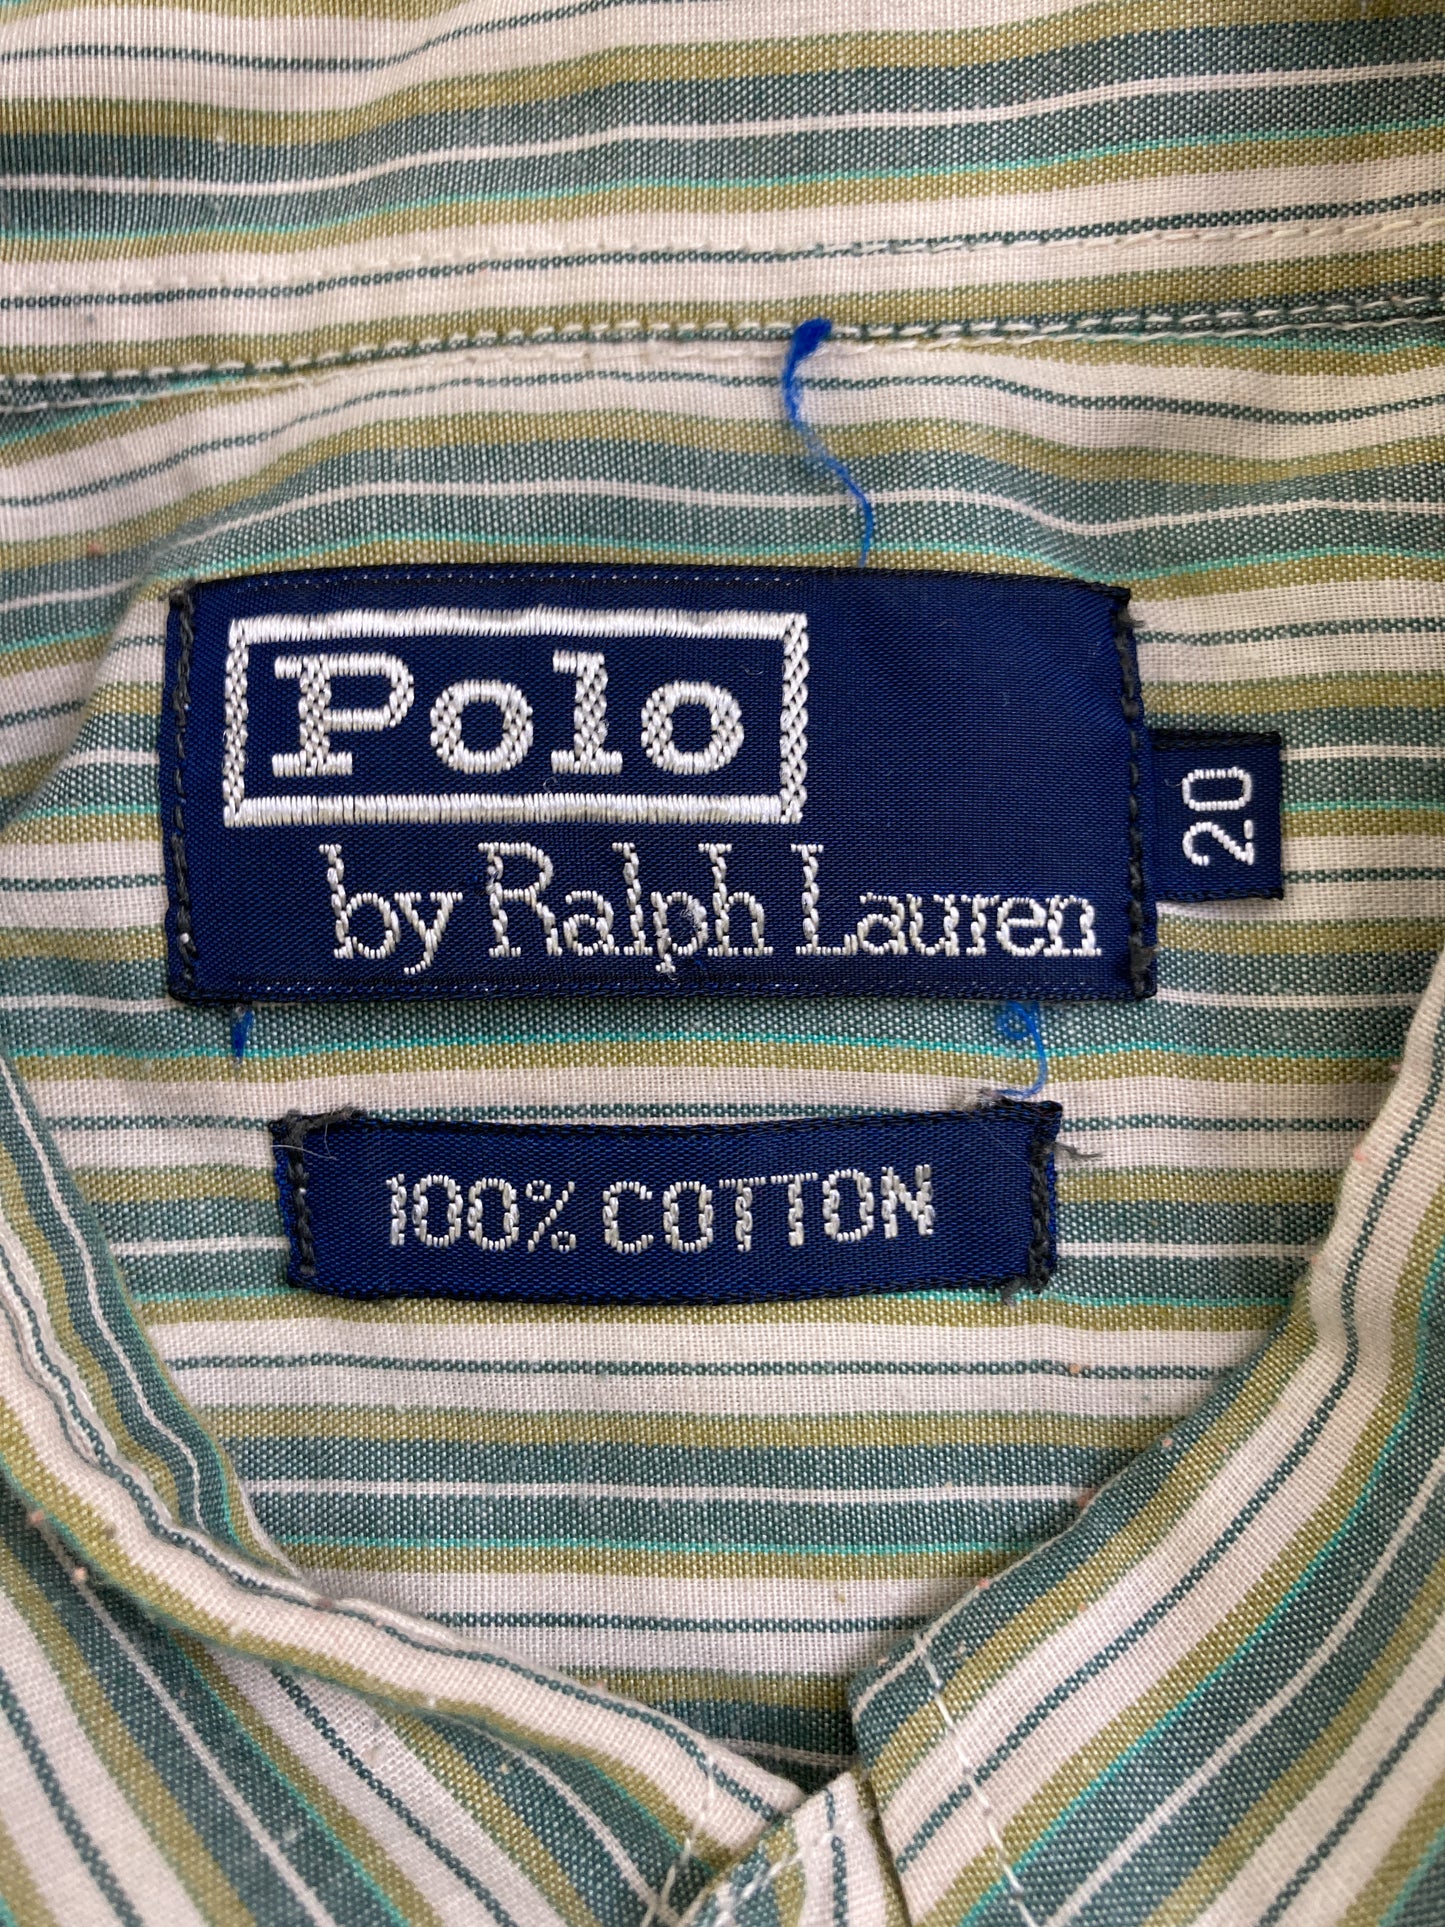 Polo
by Ralph Lauren
20
100% COTTON